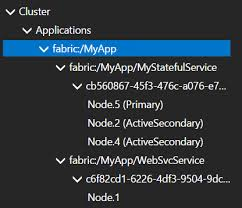 Cluster
Applications
fabric:/MyApp
fabric:/MyApp/MyStatefulService
cb560867-45f3-476c-a076-e7...
Node.5 (Primary)
Node.2 (ActiveSecondary)
Node.4 (ActiveSecondary)
fabric:/MyApp/WebSvcService
c6f82cd1-6226-4df3-9504-9dc...
Node.1